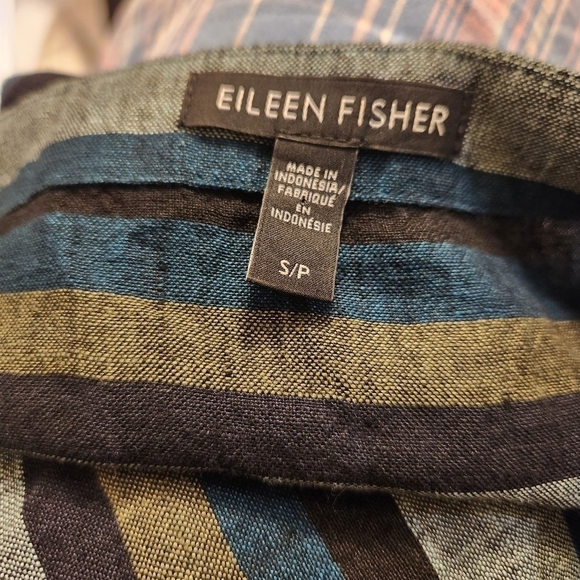 EILEEN FISHER
MADE IN
INDONESIA/
FABRIQUÉ
EN
INDONÉSIE
S/P